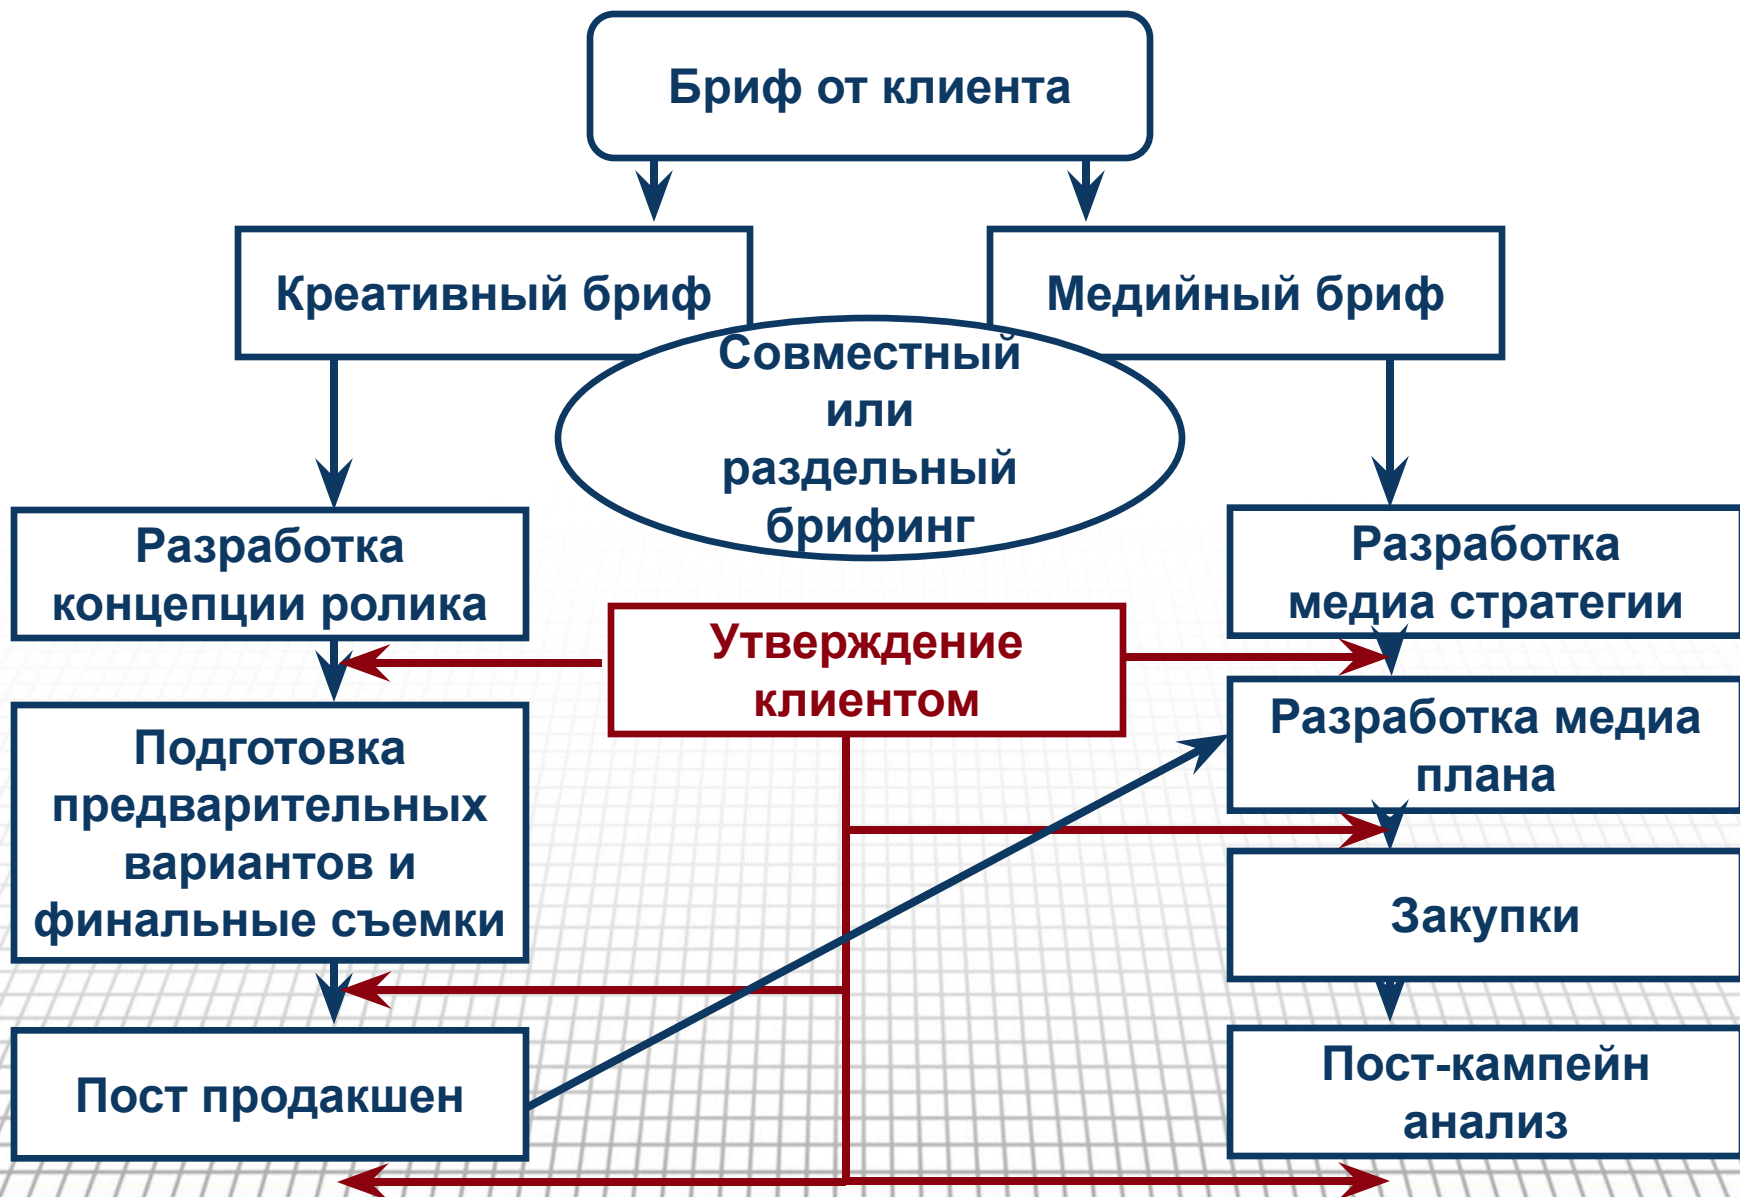 Бриф от клиента
Креативный бриф
Медийный бриф
Совместный
или
раздельный
брифинг
Разработка
концепции ролика
Утверждение
клиентом
Разработка
медиа стратегии
Подготовка
предварительных
вариантов и
финальные съемки
Разработка медиа
плана
Закупки
Пост продакшен
Пост-кампейн
анализ